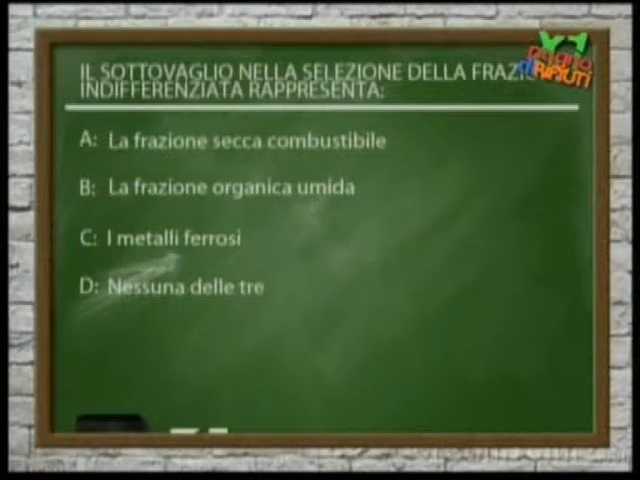 IL SOTTOVAGLIO NELLA SELEZIONE DELLA
INDIFFERENZIATA RAPPRESENTA:
A: La frazione secca combustibile
B: La frazione organica umida
C: I metalli ferrosi
D: Nessuna delle tre
RIFIUTI